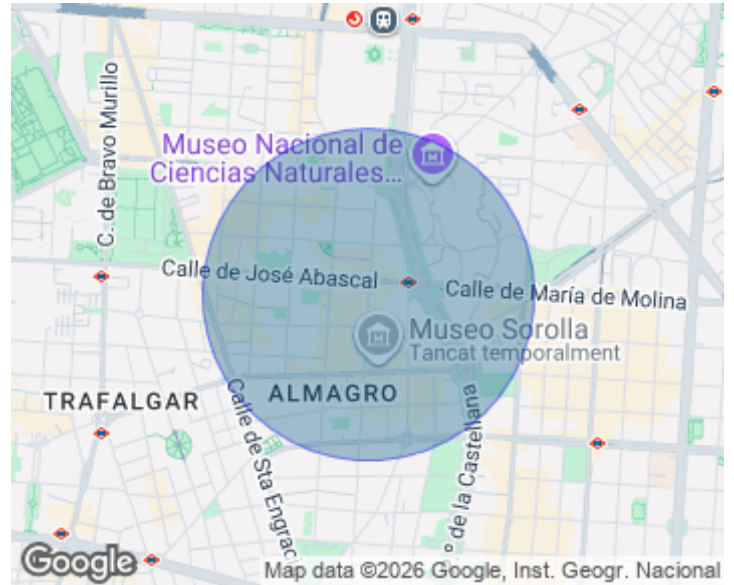 C. de Bravo Murillo
Museo Nacional de
Ciencias Naturales...
Calle de José Abascal
Calle de María de Molina
Museo Sorolla
Tancat temporalment
TRAFALGAR
ALMAGRO
Calle de Sta Engraci
º de la Castellana
Google
Map data ©2026 Google, Inst. Geogr. Nacional